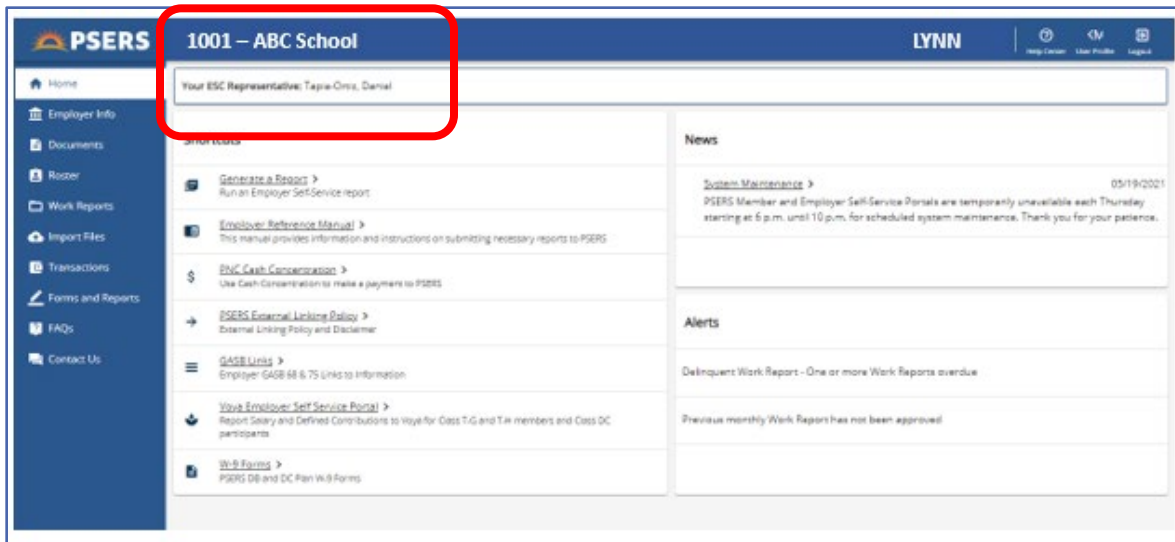 PSERS
1001 – ABC School
LYNN
Help Center
User Profile
Logout
Home
Employer Info
Documents
Roster
Work Reports
Import Files
Transactions
Forms and Reports
FAQs
Contact Us
Your ESC Representative: Tapia-Ortiz, Daniel
Shortcuts
Generate a Report >
Run an Employer Self-Service report
Employer Reference Manual >
This manual provides information and instructions on submitting necessary reports to PSERS
PNC Cash Concentration >
Use Cash Concentration to make a payment to PSERS
PSERS External Linking Policy >
External Linking Policy and Disclaimer
GASB Links >
Employer GASB 68 & 75 Links to Information
Voya Employer Self Service Portal >
Report Salary and Defined Contributions to Voya for Class T-G and T-H members and Class DC
participants
W-9 Forms >
PSERS DB and DC Plan W-9 Forms
News
System Maintenance > 05/19/2021
PSERS Member and Employer Self-Service Portals are temporarily unavailable each Thursday
starting at 6 p.m. until 10 p.m. for scheduled system maintenance. Thank you for your patience.
Alerts
Delinquent Work Report - One or more Work Reports overdue
Previous monthly Work Report has not been approved